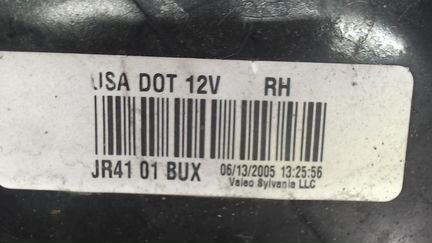 USA DOT 12V RH
JR41 01 BUX 06/13/2005 13:25:56
Valeo Sylvania LLC